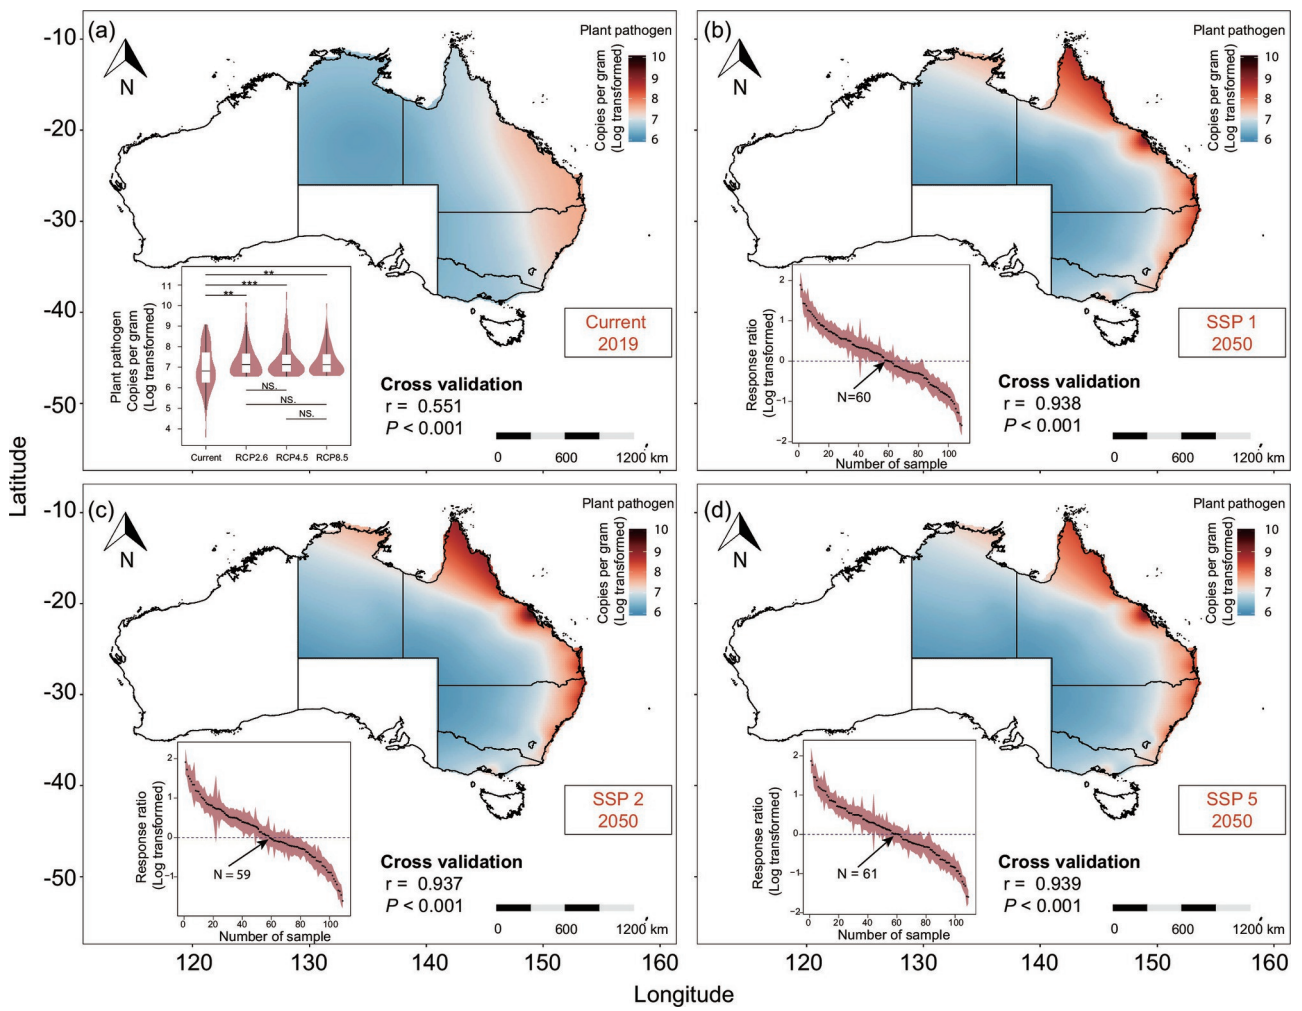 (a)
Plant pathogen
Copies per gram
(Log transformed)
10
9
8
7
6
N
-10
-20
-30
-40
-50
Plant pathogen
Copies per gram
(Log transformed)
11
10
9
8
7
6
5
4
**
***
**
NS.
NS.
NS.
Current
RCP2.6
RCP4.5
RCP8.5
Current
2019
Cross validation
r = 0.551
P < 0.001
0 600 1200 km
(b)
Plant pathogen
Copies per gram
(Log transformed)
10
9
8
7
6
N
Response ratio
(Log transformed)
2
1
0
−1
−2
N=60
0 20 40 60 80 100
Number of sample
SSP 1
2050
Cross validation
r = 0.938
P < 0.001
0 600 1200 km
Latitude
(c)
Plant pathogen
Copies per gram
(Log transformed)
10
9
8
7
6
N
-10
-20
-30
-40
-50
Response ratio
(Log transformed)
2
1
0
−1
N = 59
0 20 40 60 80 100
Number of sample
SSP 2
2050
Cross validation
r = 0.937
P < 0.001
0 600 1200 km
120 130 140 150 160
(d)
Plant pathogen
Copies per gram
(Log transformed)
10
9
8
7
6
N
Response ratio
(Log transformed)
2
1
0
−1
−2
N = 61
0 20 40 60 80 100
Number of sample
SSP 5
2050
Cross validation
r = 0.939
P < 0.001
0 600 1200 km
120 130 140 150 160
Longitude